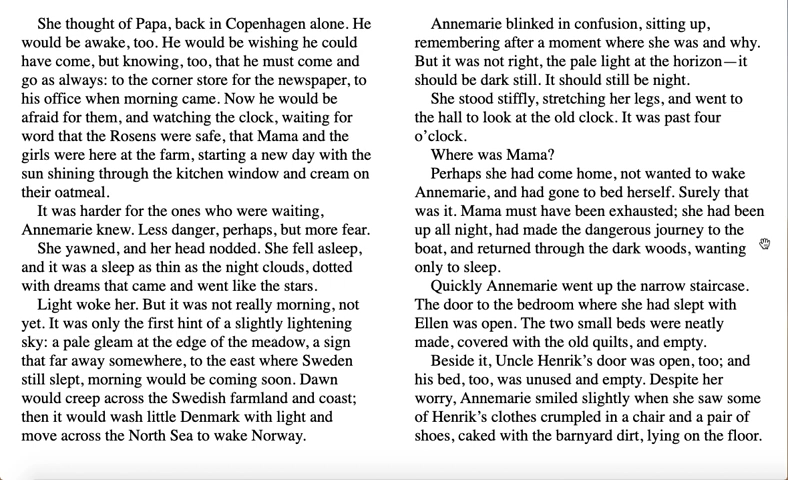 She thought of Papa, back in Copenhagen alone. He
would be awake, too. He would be wishing he could
have come, but knowing, too, that he must come and
go as always: to the corner store for the newspaper, to
his office when morning came. Now he would be
afraid for them, and watching the clock, waiting for
word that the Rosens were safe, that Mama and the
girls were here at the farm, starting a new day with the
sun shining through the kitchen window and cream on
their oatmeal.
It was harder for the ones who were waiting,
Annemarie knew. Less danger, perhaps, but more fear.
She yawned, and her head nodded. She fell asleep,
and it was a sleep as thin as the night clouds, dotted
with dreams that came and went like the stars.
Light woke her. But it was not really morning, not
yet. It was only the first hint of a slightly lightening
sky: a pale gleam at the edge of the meadow, a sign
that far away somewhere, to the east where Sweden
still slept, morning would be coming soon. Dawn
would creep across the Swedish farmland and coast;
then it would wash little Denmark with light and
move across the North Sea to wake Norway.
Annemarie blinked in confusion, sitting up,
remembering after a moment where she was and why.
But it was not right, the pale light at the horizon—it
should be dark still. It should still be night.
She stood stiffly, stretching her legs, and went to
the hall to look at the old clock. It was past four
o’clock.
Where was Mama?
Perhaps she had come home, not wanted to wake
Annemarie, and had gone to bed herself. Surely that
was it. Mama must have been exhausted; she had been
up all night, had made the dangerous journey to the
boat, and returned through the dark woods, wanting
only to sleep.
Quickly Annemarie went up the narrow staircase.
The door to the bedroom where she had slept with
Ellen was open. The two small beds were neatly
made, covered with the old quilts, and empty.
Beside it, Uncle Henrik’s door was open, too; and
his bed, too, was unused and empty. Despite her
worry, Annemarie smiled slightly when she saw some
of Henrik’s clothes crumpled in a chair and a pair of
shoes, caked with the barnyard dirt, lying on the floor.